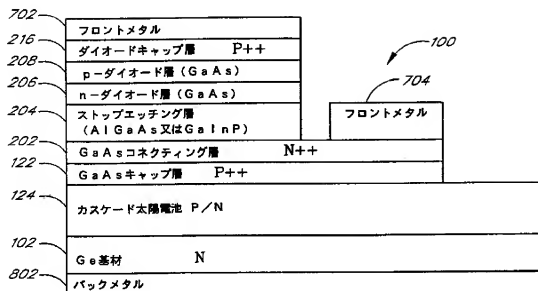 702
フロントメタル
216
ダイオードキャップ層 P++
208
p-ダイオード層(GaAs)
206
n-ダイオード層(GaAs)
204
ストップエッチング層
(AlGaAs又はGaInP)
100
704
フロントメタル
202
GaAsコネクティング層 N++
122
GaAsキャップ層 P++
124
カスケード太陽電池 P/N
102
Ge基材 N
802
バックメタル